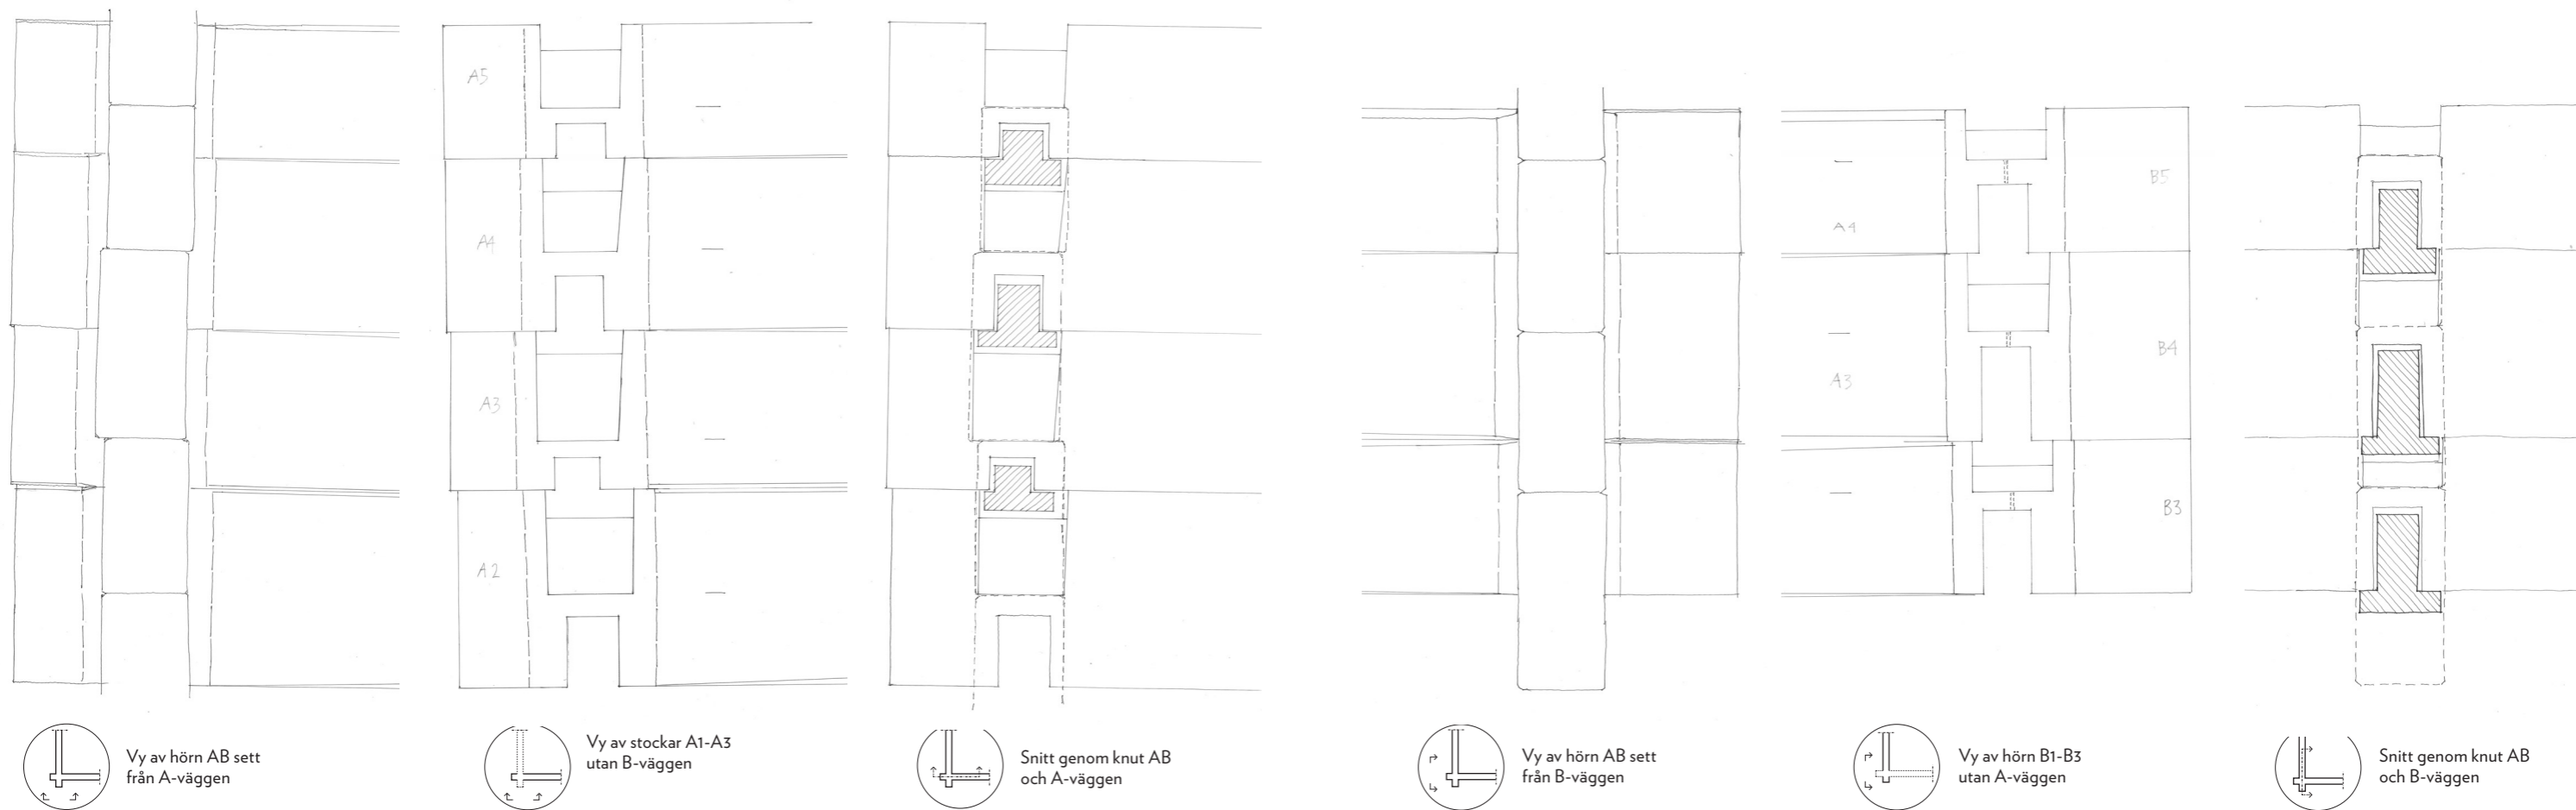 A5
A4
A3
A2
A4
A3
B5
B4
B3
Vy av hörn AB sett
från A-väggen
Vy av stockar A1-A3
utan B-väggen
Snitt genom knut AB
och A-väggen
Vy av hörn AB sett
från B-väggen
Vy av hörn B1-B3
utan A-väggen
Snitt genom knut AB
och B-väggen